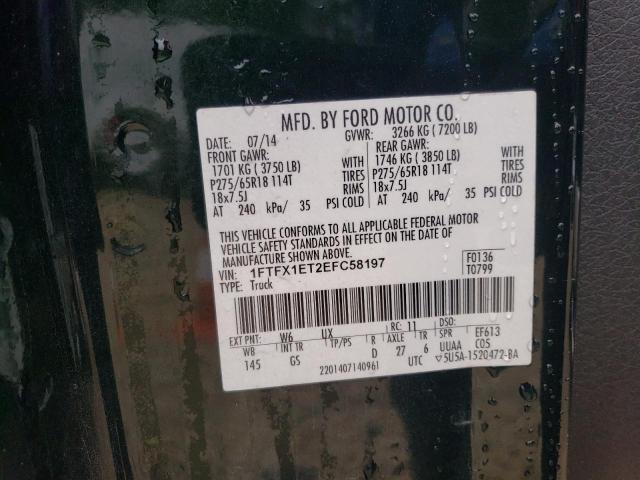 MFD. BY FORD MOTOR CO.
DATE: 07/14 GVWR: 3266 KG ( 7200 LB)
FRONT GAWR: REAR GAWR:
1701 KG ( 3750 LB) WITH 1746 KG ( 3850 LB) WITH
P275/65R18 114T TIRES P275/65R18 114T TIRES
18x7.5J RIMS 18x7.5J RIMS
AT 240 kPa/ 35 PSI COLD AT 240 kPa/ 35 PSI COLD
THIS VEHICLE CONFORMS TO ALL APPLICABLE FEDERAL MOTOR
VEHICLE SAFETY STANDARDS IN EFFECT ON THE DATE OF
MANUFACTURE SHOWN ABOVE.
VIN: 1FTFX1ET2EFC58197 F0136
TYPE: Truck T0799
EXT PNT: W6 UX RC: 11 DSO:
WB INT TR TP/PS R AXLE TR SPR EF613
145 GS D 27 6 UUAA COS
2201407140961 UTC 5U5A-1520472-BA